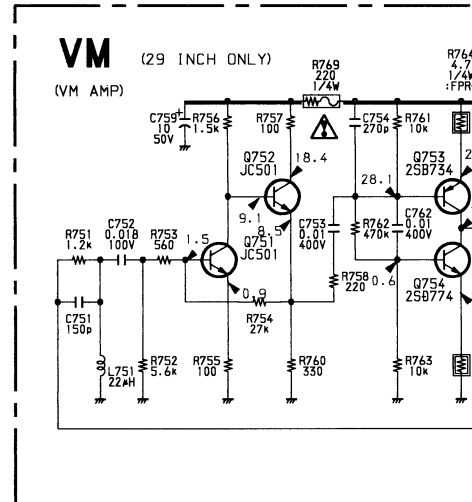 VM (29 INCH ONLY)
(VM AMP)
R769
220
1/4W
R764
4.7
1/4W
:FPR
C759
10
50V
R756
1.5k
R757
100
C754
270p
R761
10k
Q752
JC501
18.4
Q753
2SB734
2
28.1
9.1
8.5
C753
0.01
400V
R762
470k
C762
0.01
400V
R751
1.2k
C752
0.018
100V
R753
560
1.5
Q751
JC501
R758
220
0.6
Q754
2SD774
0.9
C751
150p
R754
27k
L751
22µH
R752
5.6k
R755
100
R760
330
R763
10k